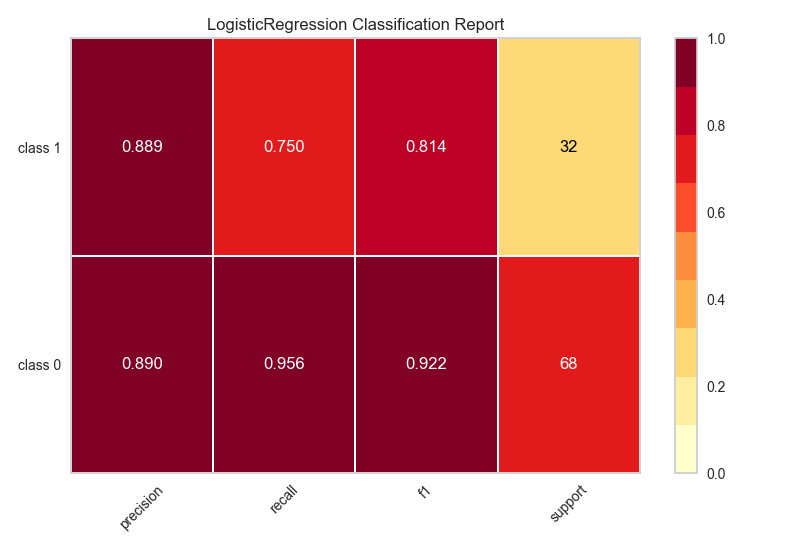 LogisticRegression Classification Report
class 1
0.889 0.750 0.814 32
class 0
0.890 0.956 0.922 68
precision recall f1 support
1.0
0.8
0.6
0.4
0.2
0.0